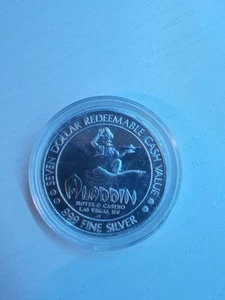 SEVEN DOLLAR REDEEMABLE CASH VALUE
ALADDIN
HOTEL & CASINO
LAS VEGAS, NV
.999 FINE SILVER